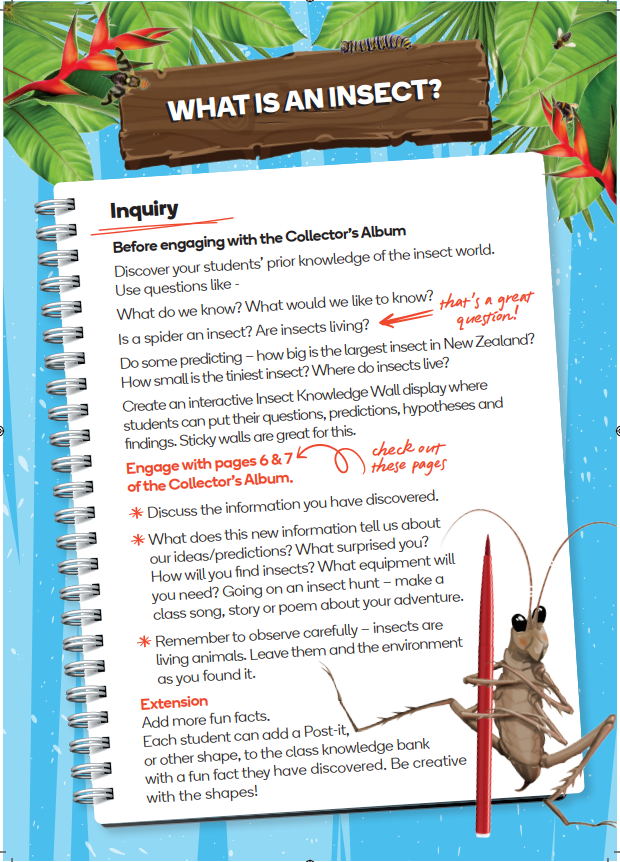 WHAT IS AN INSECT?
Inquiry
Before engaging with the Collector's Album
Discover your students' prior knowledge of the insect world.
Use questions like -
What do we know? What would we like to know?
Is a spider an insect? Are insects living?
that's a great
question!
Do some predicting – how big is the largest insect in New Zealand?
How small is the tiniest insect? Where do insects live?
Create an interactive Insect Knowledge Wall display where
students can put their questions, predictions, hypotheses and
findings. Sticky walls are great for this.
Engage with pages 6 & 7
of the Collector's Album.
check out
these pages
* Discuss the information you have discovered.
* What does this new information tell us about
our ideas/predictions? What surprised you?
How will you find insects? What equipment will
you need? Going on an insect hunt – make a
class song, story or poem about your adventure.
* Remember to observe carefully – insects are
living animals. Leave them and the environment
as you found it.
Extension
Add more fun facts.
Each student can add a Post-it,
or other shape, to the class knowledge bank
with a fun fact they have discovered. Be creative
with the shapes!